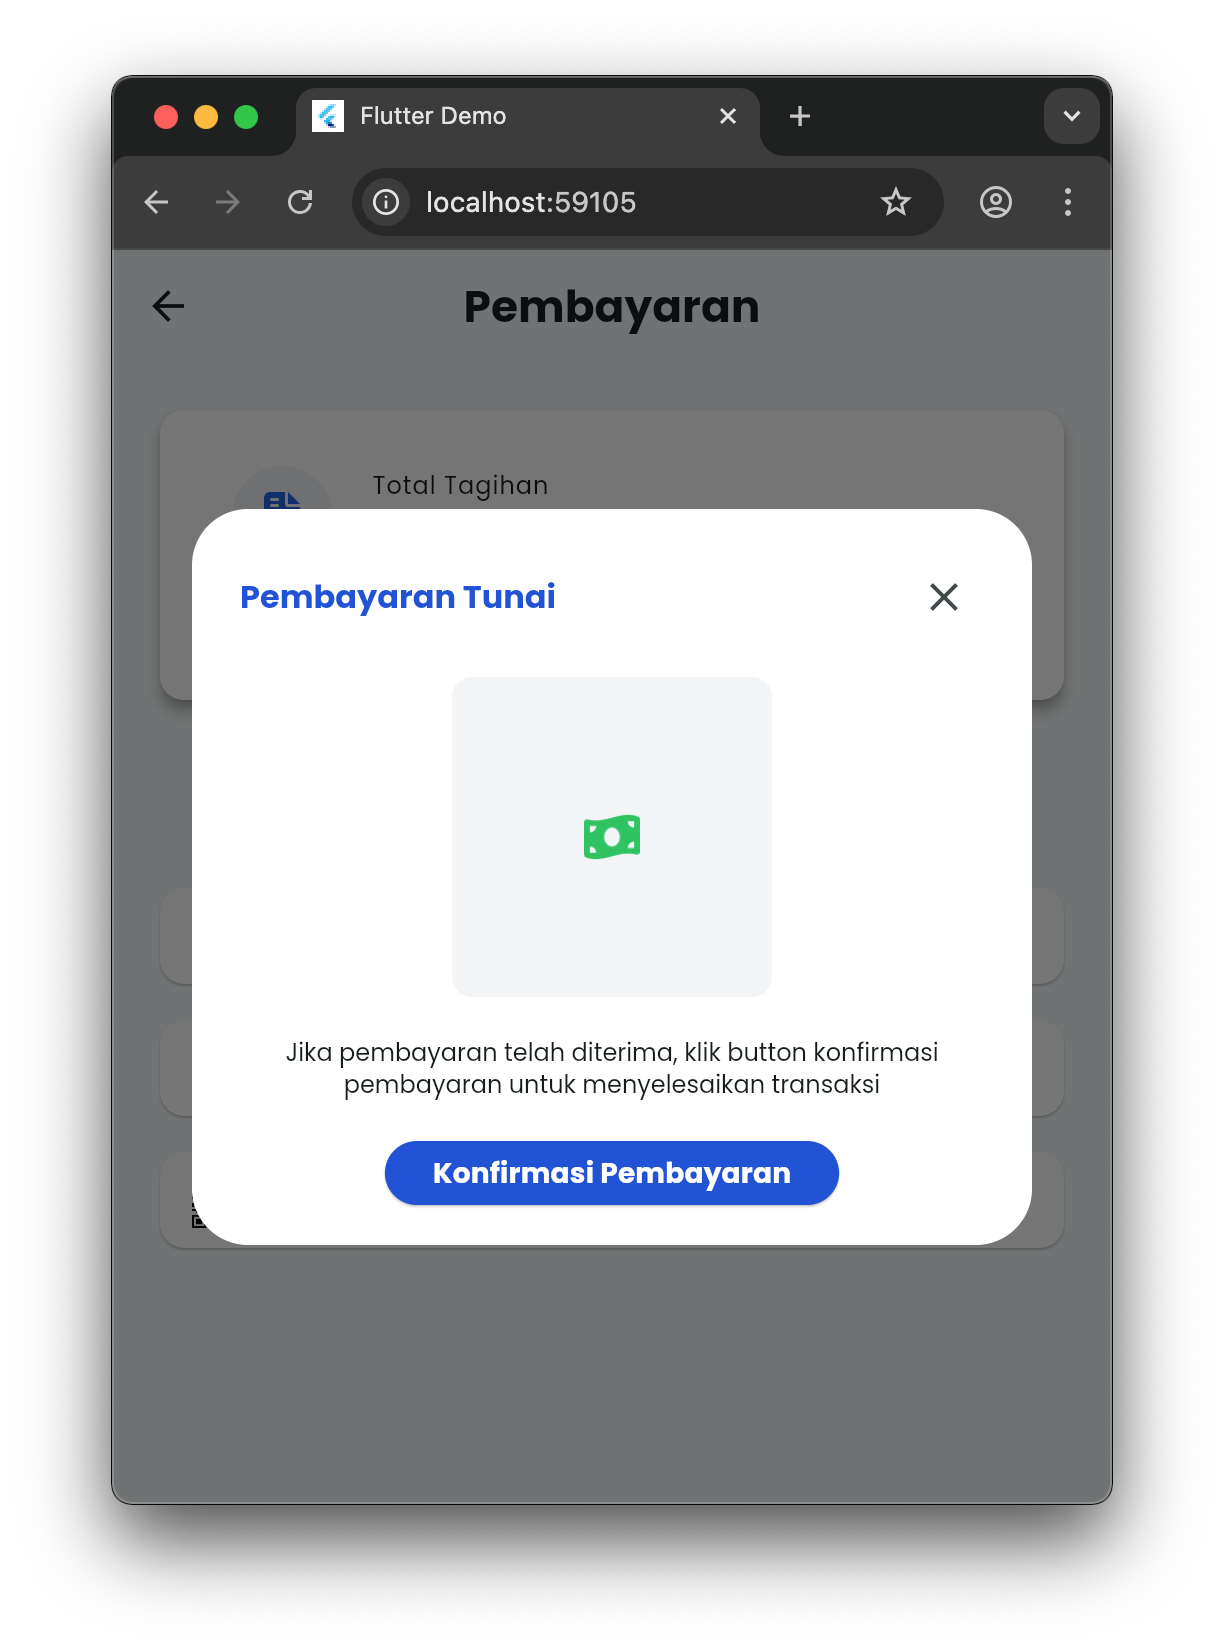 Flutter Demo
localhost:59105
Pembayaran
Total Tagihan
Pembayaran Tunai
Jika pembayaran telah diterima, klik button konfirmasi
pembayaran untuk menyelesaikan transaksi
Konfirmasi Pembayaran